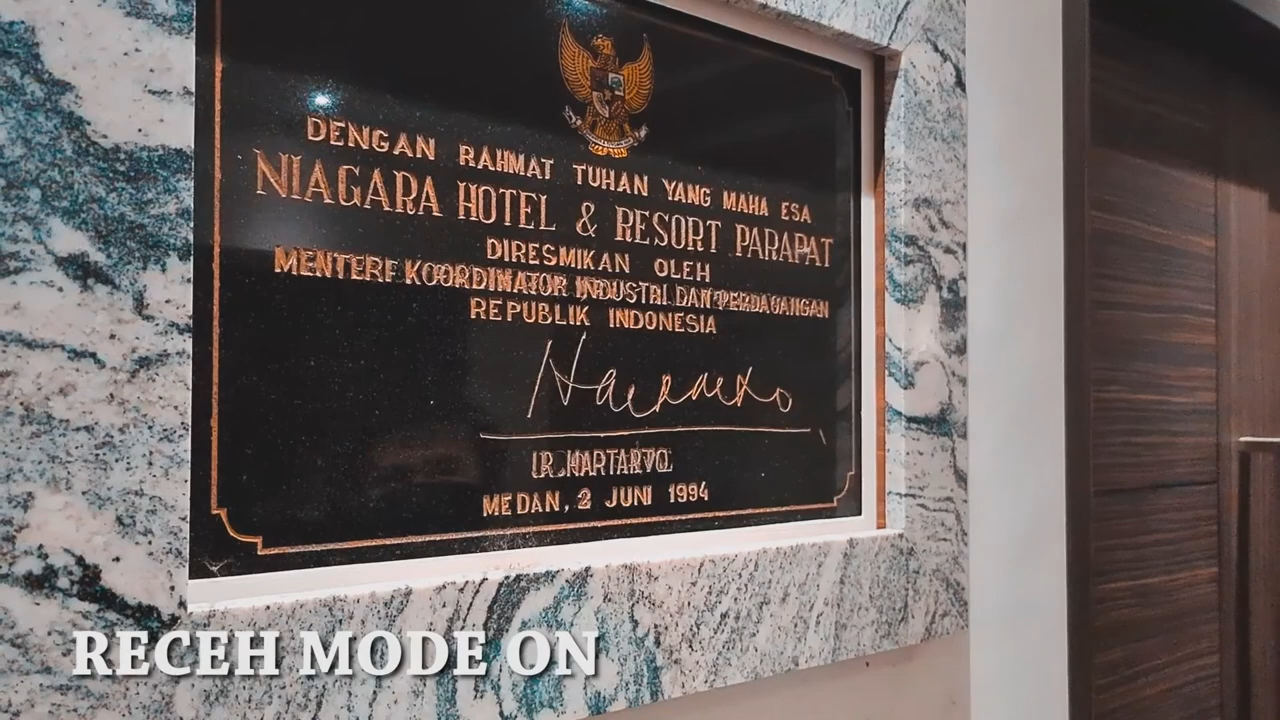 DENGAN RAHMAT TUHAN YANG MAHA ESA
NIAGARA HOTEL & RESORT PARAPAT
DIRESMIKAN OLEH
MENTERI KOORDINATOR INDUSTRI DAN PERDAGANGAN
REPUBLIK INDONESIA
IR. HARTARTO
MEDAN, 2 JUNI 1994
RECEH MODE ON